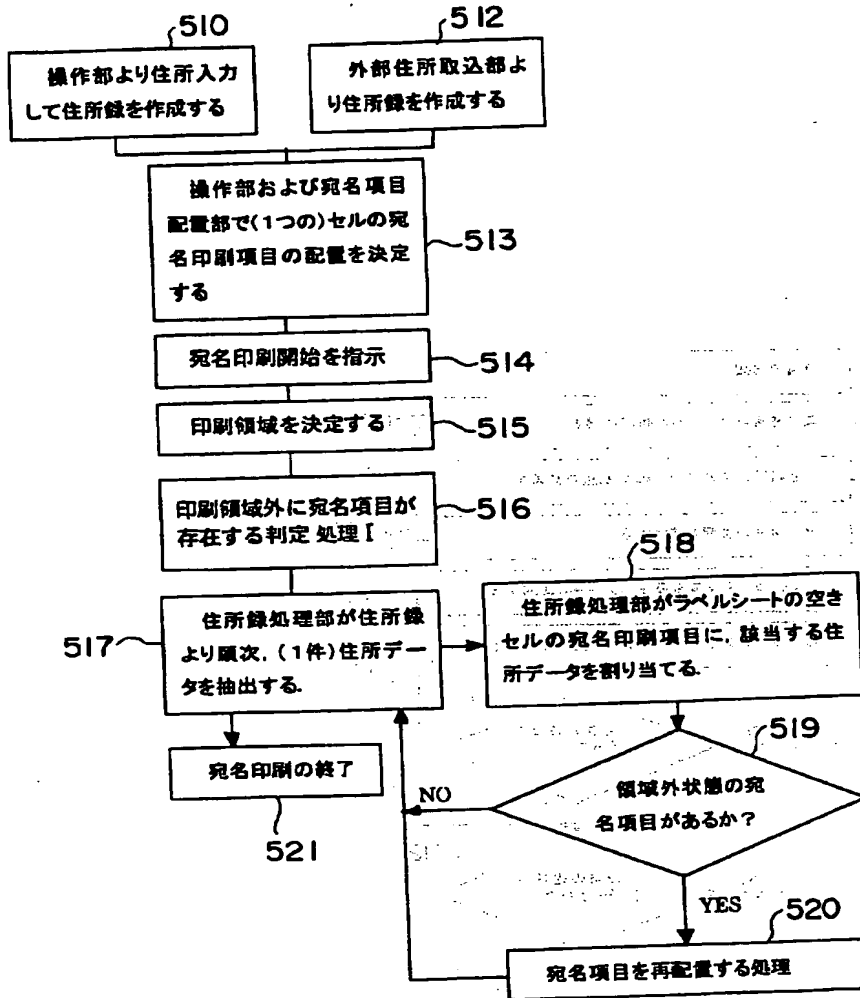 510
操作部より住所入力
して住所録を作成する
512
外部住所取込部よ
り住所録を作成する
操作部および宛名項目
配置部で(1つの)セルの宛
名印刷項目の配置を決定
する
513
宛名印刷開始を指示
514
印刷領域を決定する
515
印刷領域外に宛名項目が
存在する判定 処理 I
516
517
住所録処理部が住所録
より順次,(1件)住所デー
タを抽出する.
518
住所録処理部がラベルシートの空き
セルの宛名印刷項目に,該当する住
所データを割り当てる.
519
領域外状態の宛
名項目があるか?
NO
YES
宛名印刷の終了
521
520
宛名項目を再配置する処理